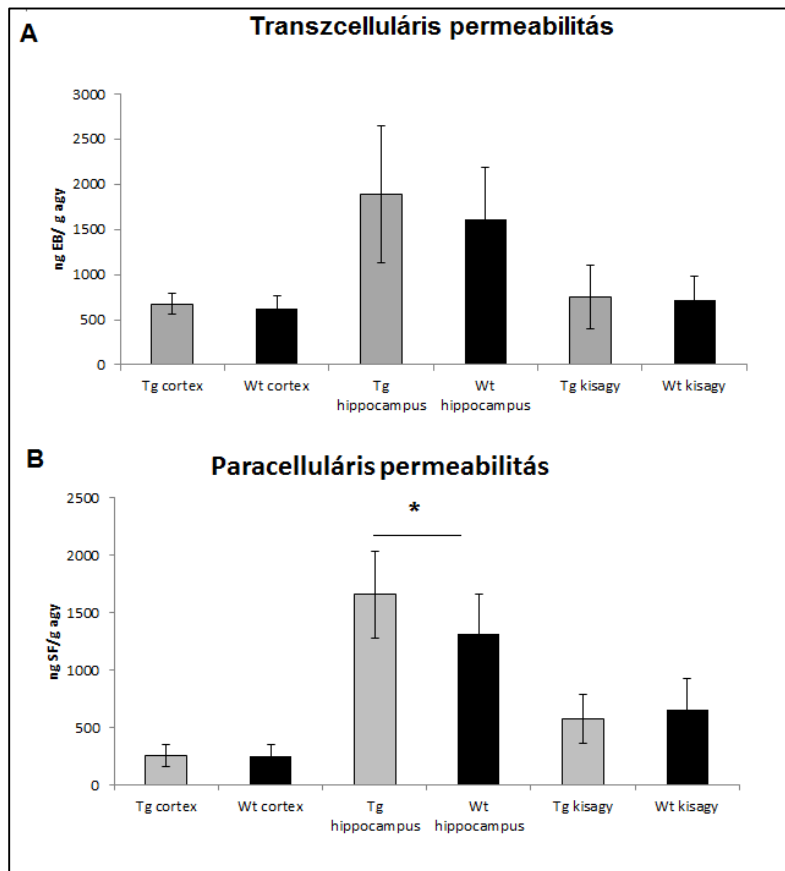 A
Transzcelluláris permeabilitás
ng EB/ g agy
3000
2500
2000
1500
1000
500
0
Tg cortex
Wt cortex
Tg
hippocampus
Wt
hippocampus
Tg kisagy
Wt kisagy
B
Paracelluláris permeabilitás
ng SF/g agy
2500
2000
1500
1000
500
0
*
Tg cortex
Wt cortex
Tg
hippocampus
Wt
hippocampus
Tg kisagy
Wt kisagy